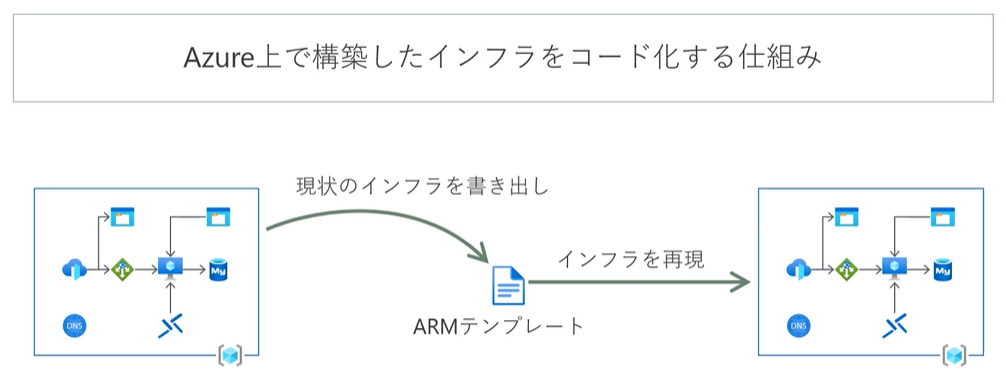 Azure上で構築したインフラをコード化する仕組み
現状のインフラを書き出し
インフラを再現
ARMテンプレート
My
DNS
My
DNS